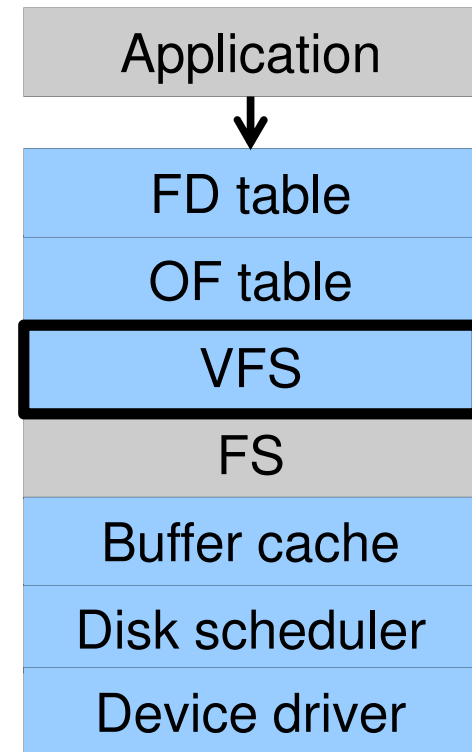 Application
FD table
OF table
VFS
FS
Buffer cache
Disk scheduler
Device driver